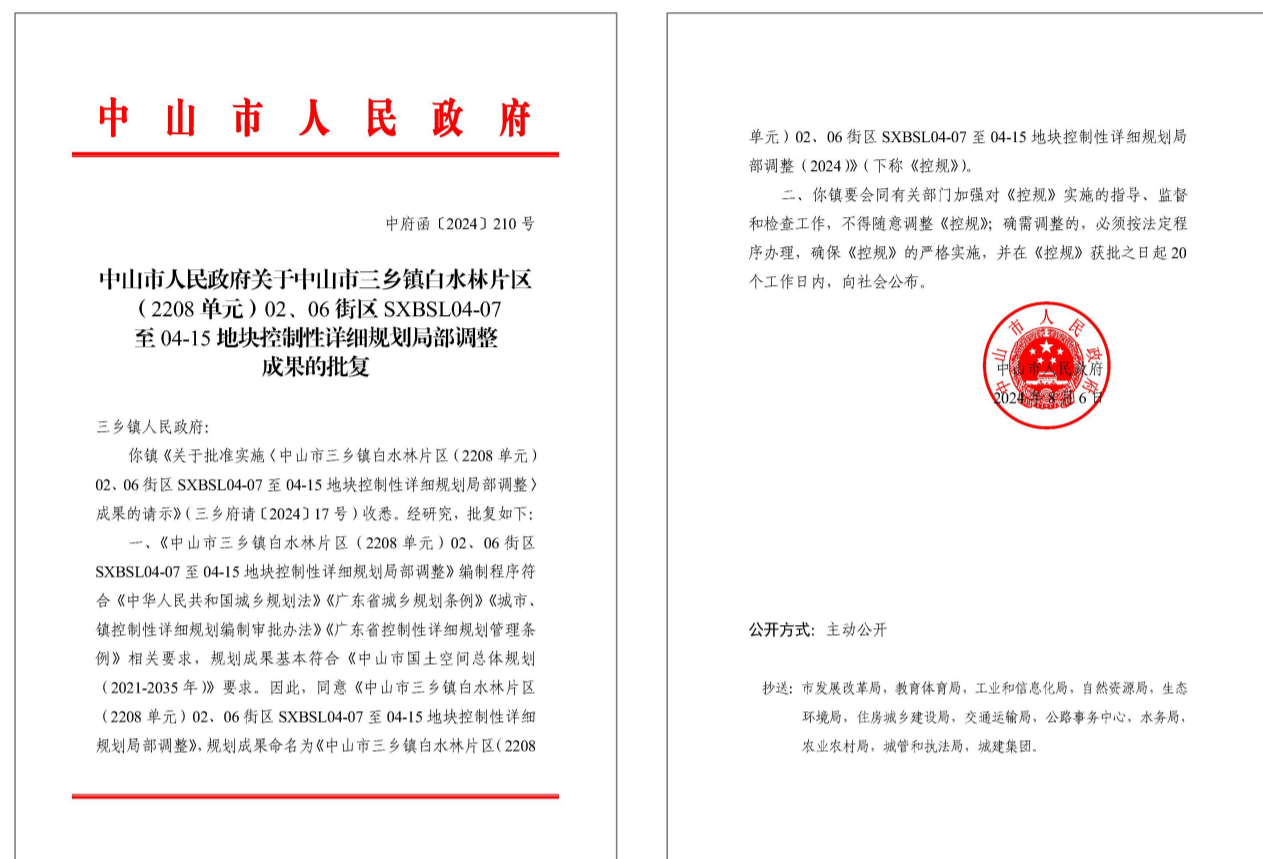 中山市人民政府
中府函〔2024〕210 号
中山市人民政府关于中山市三乡镇白水林片区
（2208 单元）02、06 街区 SXBSL04-07
至 04-15 地块控制性详细规划局部调整
成果的批复
三乡镇人民政府：
你镇《关于批准实施〈中山市三乡镇白水林片区（2208 单元）
02、06 街区 SXBSL04-07 至 04-15 地块控制性详细规划局部调整〉
成果的请示》（三乡府请〔2024〕17 号）收悉。经研究，批复如下：
一、《中山市三乡镇白水林片区（2208 单元）02、06 街区
SXBSL04-07 至 04-15 地块控制性详细规划局部调整》编制程序符
合《中华人民共和国城乡规划法》《广东省城乡规划条例》《城市、
镇控制性详细规划编制审批办法》《广东省控制性详细规划管理条
例》相关要求，规划成果基本符合《中山市国土空间总体规划
（2021-2035 年）》要求。因此，同意《中山市三乡镇白水林片区
（2208 单元）02、06 街区 SXBSL04-07 至 04-15 地块控制性详细
规划局部调整》，规划成果命名为《中山市三乡镇白水林片区（2208
单元）02、06 街区 SXBSL04-07 至 04-15 地块控制性详细规划局
部调整（2024）》（下称《控规》）。
二、你镇要会同有关部门加强对《控规》实施的指导、监督
和检查工作，不得随意调整《控规》；确需调整的，必须按法定程
序办理，确保《控规》的严格实施，并在《控规》获批之日起 20
个工作日内，向社会公布。
中山市人民政府
中山市人民政府
2024 年 8 月 6 日
公开方式：主动公开
抄送：市发展改革局，教育体育局，工业和信息化局，自然资源局，生态
环境局，住房城乡建设局，交通运输局，公路事务中心，水务局，
农业农村局，城管和执法局，城建集团。